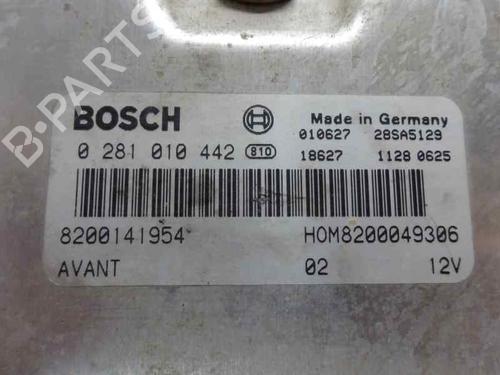 BOSCH Made in Germany
010627 28SA5129
0 281 010 442 810 18627 1128 0625
8200141954 HOM8200049306
AVANT 02 12V
B-PARTS